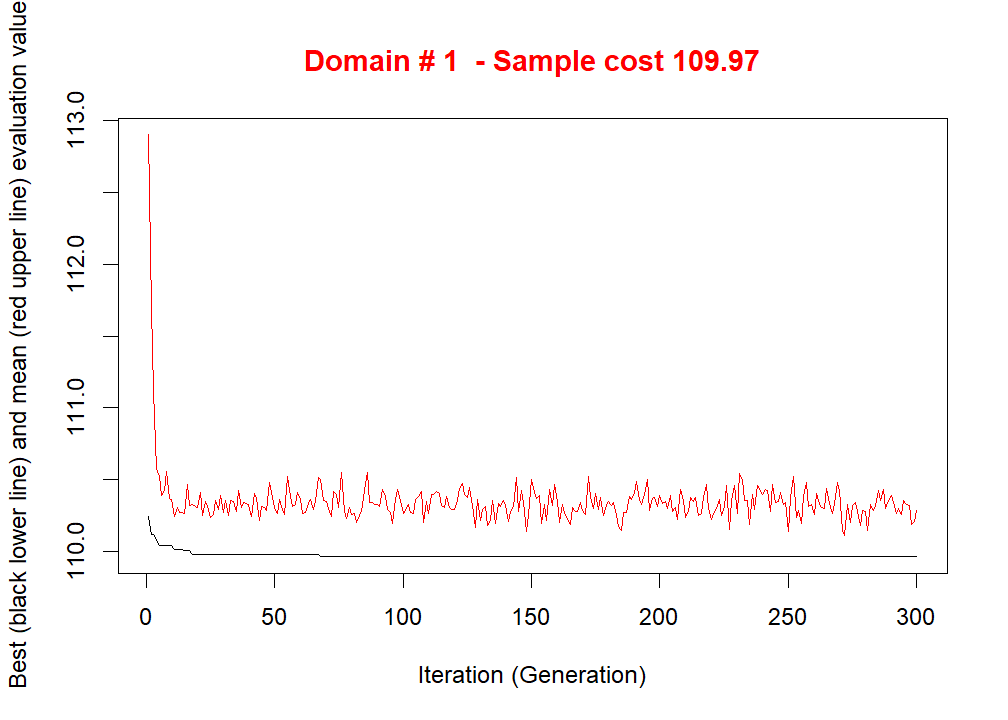 Domain # 1  - Sample cost 109.97
Best (black lower line) and mean (red upper line) evaluation value
113.0
112.0
111.0
110.0
0 50 100 150 200 250 300
Iteration (Generation)